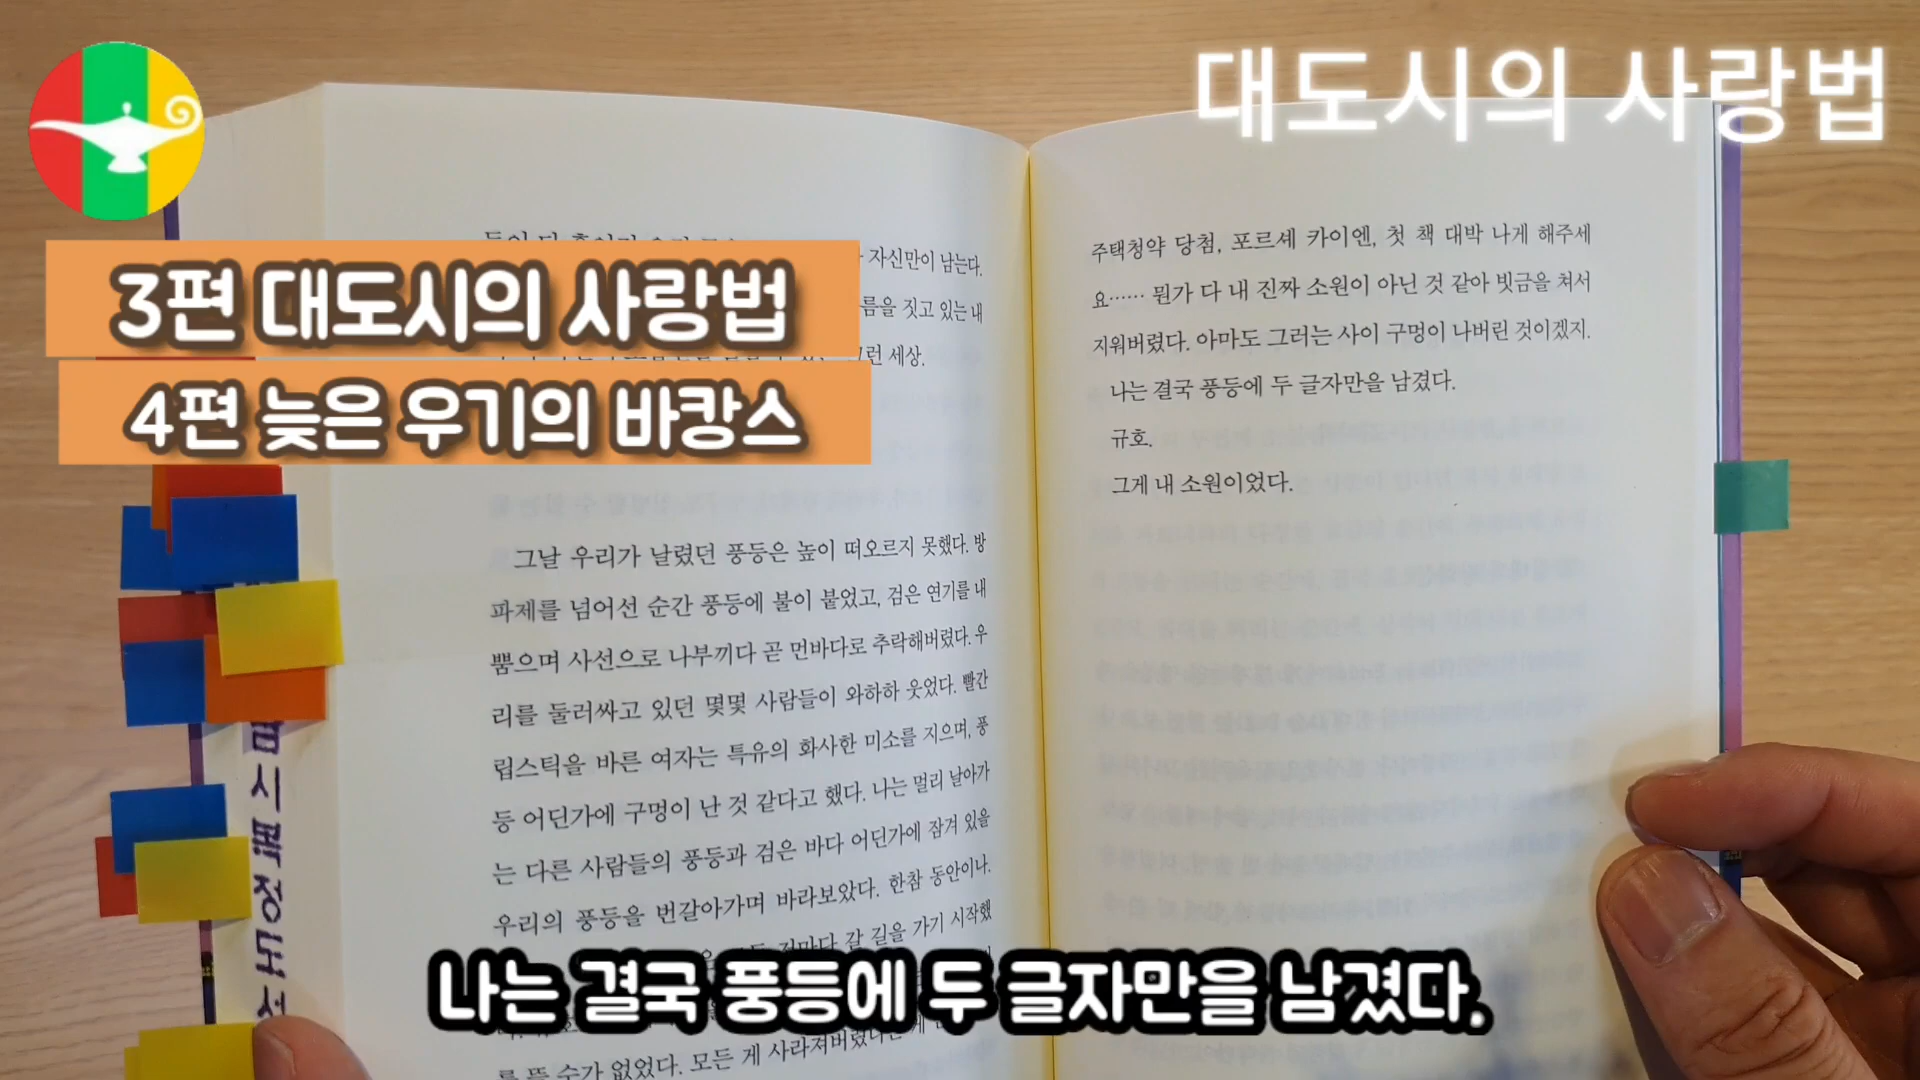 대도시의 사랑법
3편 대도시의 사랑법
4편 늦은 우기의 바캉스
자신만이 남는다.
름을 짓고 있는 내
런 세상.
그날 우리가 날렸던 풍등은 높이 떠오르지 못했다. 방
파제를 넘어선 순간 풍등에 불이 붙었고, 검은 연기를 내
뿜으며 사선으로 나부끼다 곧 먼바다로 추락해버렸다. 우
리를 둘러싸고 있던 몇몇 사람들이 와하하 웃었다. 빨간
립스틱을 바른 여자는 특유의 화사한 미소를 지으며, 풍
등 어딘가에 구멍이 난 것 같다고 했다. 나는 멀리 날아가
는 다른 사람들의 풍등과 검은 바다 어딘가에 잠겨 있을
우리의 풍등을 번갈아가며 바라보았다. 한참 동안이나.
갈 길을 가기 시작했
를 뜰 수가 없었다. 모든 게 사라져버렸
주택청약 당첨, 포르셰 카이엔, 첫 책 대박 나게 해주세
요…… 뭔가 다 내 진짜 소원이 아닌 것 같아 빗금을 쳐서
지워버렸다. 아마도 그러는 사이 구멍이 나버린 것이겠지.
나는 결국 풍등에 두 글자만을 남겼다.
규호.
그게 내 소원이었다.
시
정도서
나는 결국 풍등에 두 글자만을 남겼다.